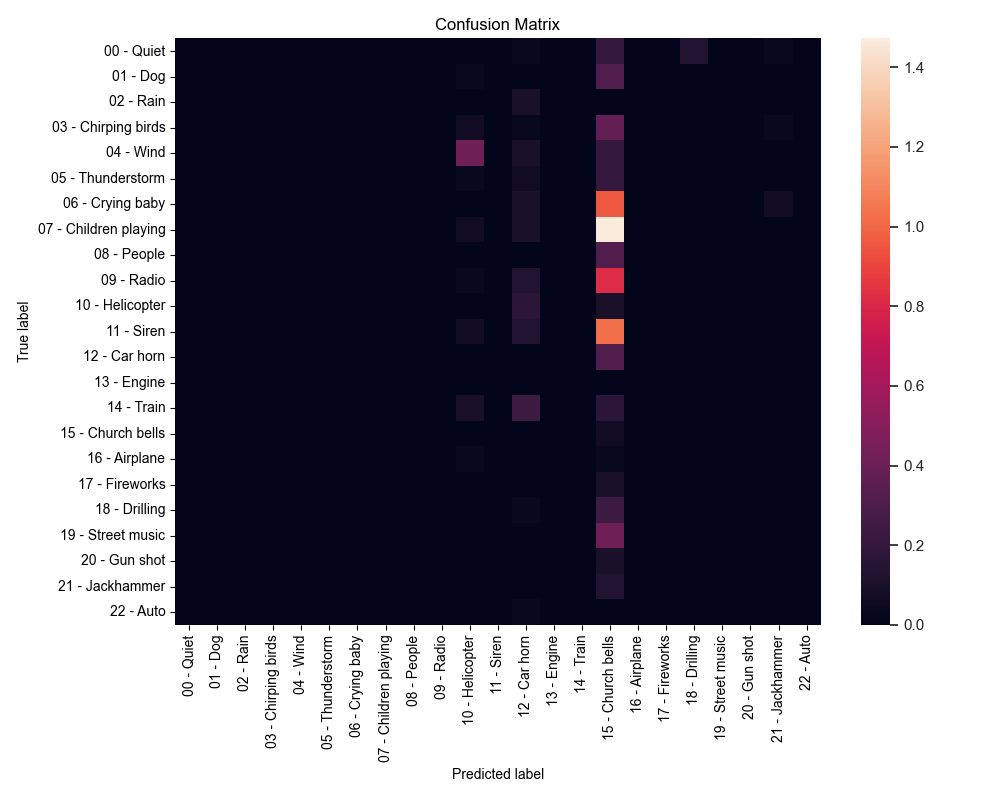 Confusion Matrix
00 - Quiet
01 - Dog
02 - Rain
03 - Chirping birds
04 - Wind
05 - Thunderstorm
06 - Crying baby
07 - Children playing
08 - People
09 - Radio
10 - Helicopter
11 - Siren
12 - Car horn
13 - Engine
14 - Train
15 - Church bells
16 - Airplane
17 - Fireworks
18 - Drilling
19 - Street music
20 - Gun shot
21 - Jackhammer
22 - Auto
True label
00 - Quiet
01 - Dog
02 - Rain
03 - Chirping birds
04 - Wind
05 - Thunderstorm
06 - Crying baby
07 - Children playing
08 - People
09 - Radio
10 - Helicopter
11 - Siren
12 - Car horn
13 - Engine
14 - Train
15 - Church bells
16 - Airplane
17 - Fireworks
18 - Drilling
19 - Street music
20 - Gun shot
21 - Jackhammer
22 - Auto
Predicted label
1.4
1.2
1.0
0.8
0.6
0.4
0.2
0.0